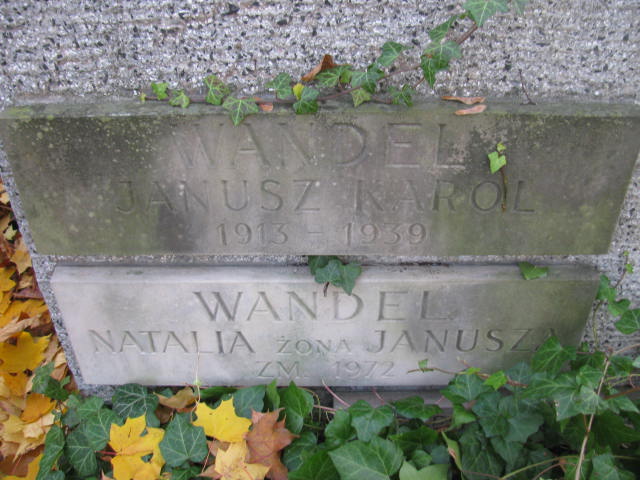 WANDEL
JANUSZ KAROL
1913 - 1939
WANDEL
NATALIA ŻONA JANUSZA
ZM. 1972